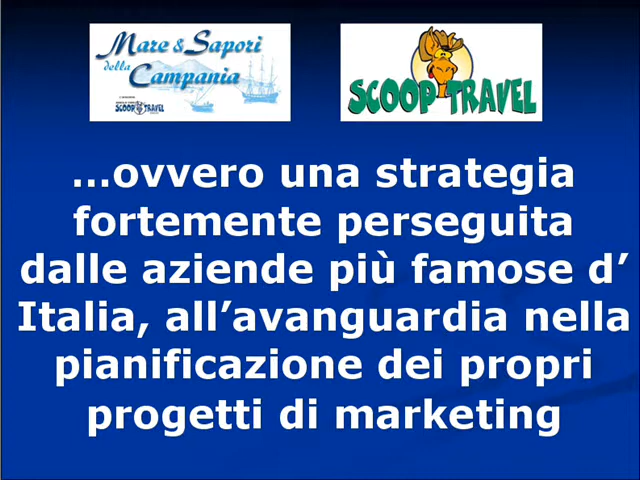 Mare & Sapori
della
Campania
SCOOP TRAVEL
SCOOP TRAVEL
…ovvero una strategia
fortemente perseguita
dalle aziende più famose d’
Italia, all’avanguardia nella
pianificazione dei propri
progetti di marketing